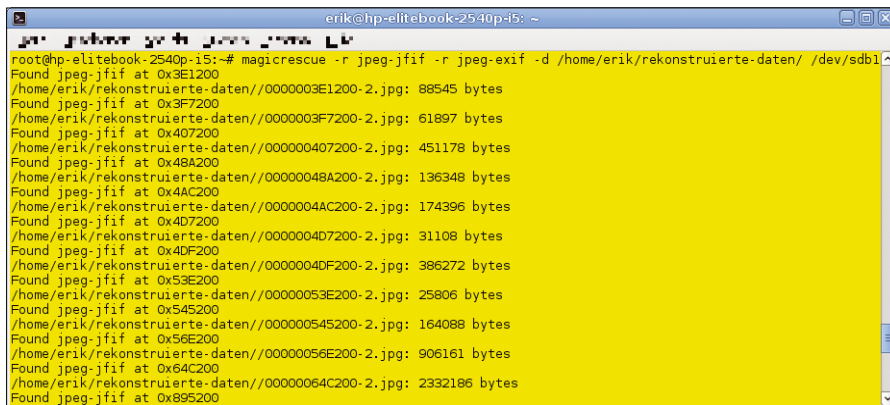 erik@hp-elitebook-2540p-i5: ~
root@hp-elitebook-2540p-i5:~# magicrescue -r jpeg-jfif -r jpeg-exif -d /home/erik/rekonstruierte-daten/ /dev/sdb1
Found jpeg-jfif at 0x3E1200
/home/erik/rekonstruierte-daten//0000003E1200-2.jpg: 88545 bytes
Found jpeg-jfif at 0x3F7200
/home/erik/rekonstruierte-daten//0000003F7200-2.jpg: 61897 bytes
Found jpeg-jfif at 0x407200
/home/erik/rekonstruierte-daten//000000407200-2.jpg: 451178 bytes
Found jpeg-jfif at 0x48A200
/home/erik/rekonstruierte-daten//00000048A200-2.jpg: 136348 bytes
Found jpeg-jfif at 0x4AC200
/home/erik/rekonstruierte-daten//0000004AC200-2.jpg: 174396 bytes
Found jpeg-jfif at 0x4D7200
/home/erik/rekonstruierte-daten//0000004D7200-2.jpg: 31108 bytes
Found jpeg-jfif at 0x4DF200
/home/erik/rekonstruierte-daten//0000004DF200-2.jpg: 386272 bytes
Found jpeg-jfif at 0x53E200
/home/erik/rekonstruierte-daten//00000053E200-2.jpg: 25806 bytes
Found jpeg-jfif at 0x545200
/home/erik/rekonstruierte-daten//000000545200-2.jpg: 164088 bytes
Found jpeg-jfif at 0x56E200
/home/erik/rekonstruierte-daten//00000056E200-2.jpg: 906161 bytes
Found jpeg-jfif at 0x64C200
/home/erik/rekonstruierte-daten//00000064C200-2.jpg: 2332186 bytes
Found jpeg-jfif at 0x895200